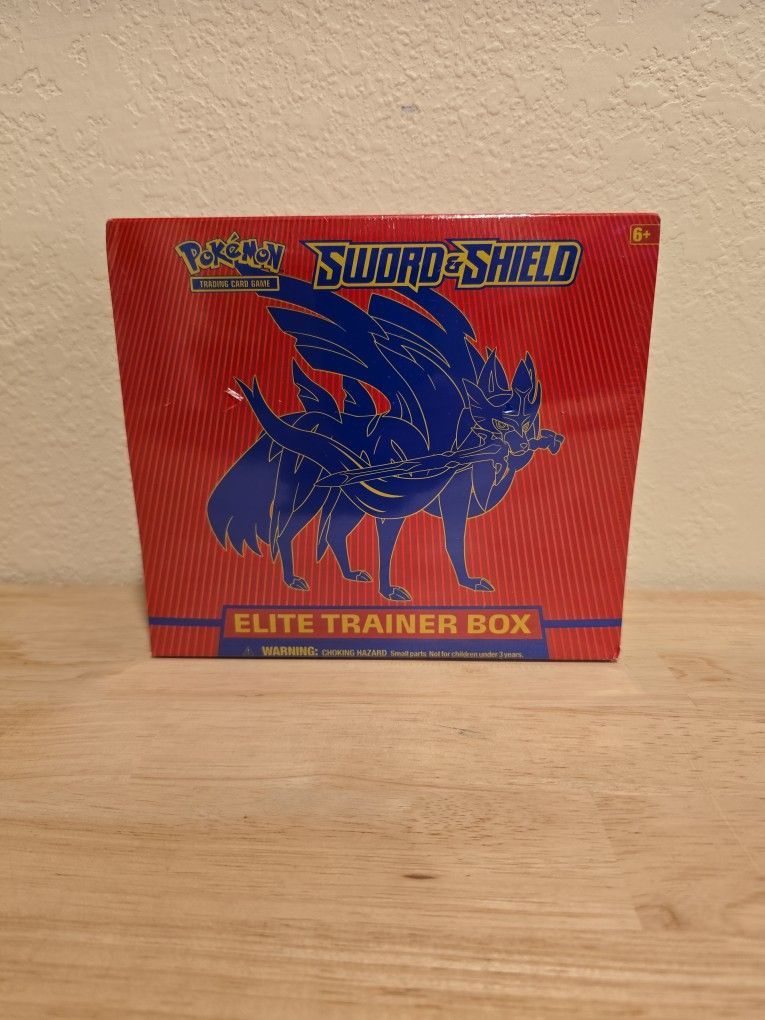 POKéMON
TRADING CARD GAME
SWORD & SHIELD
6+
ELITE TRAINER BOX
WARNING: CHOKING HAZARD Small parts. Not for children under 3 years.